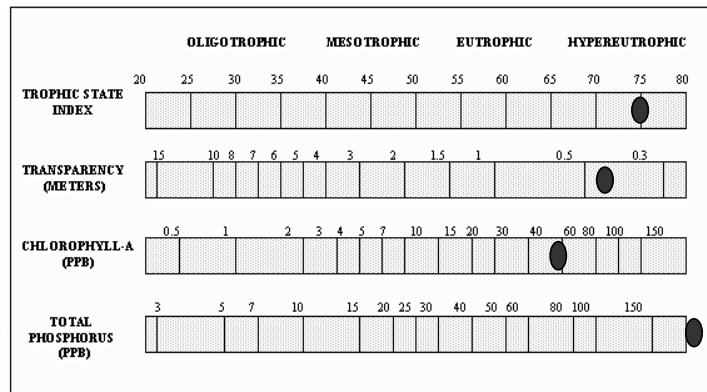 OLIGOTROPHIC MESOTROPHIC EUTROPHIC HYPEREUTROPHIC
20 25 30 35 40 45 50 55 60 65 70 75 80
TROPHIC STATE
INDEX
15 10 8 7 6 5 4 3 2 1.5 1 0.5 0.3
TRANSPARENCY
(METERS)
0.5 1 2 3 4 5 7 10 15 20 30 40 60 80 100 150
CHLOROPHYLL-A
(PPB)
3 5 7 10 15 20 25 30 40 50 60 80 100 150
TOTAL
PHOSPHORUS
(PPB)